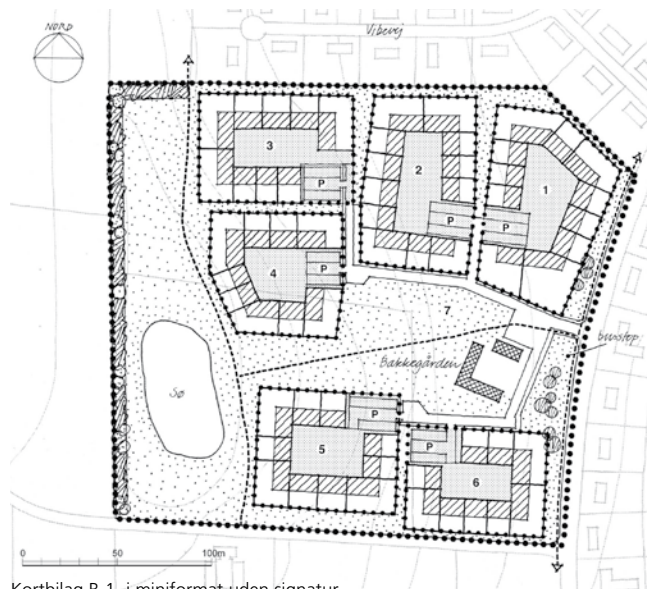 NORD
Vibevej
3
2
1
P
P
P
4
P
7
busstop
Bakkegården
Sø
P
5
P
6
0 50 100m
Kortbilag B.1. i miniformat uden signatur